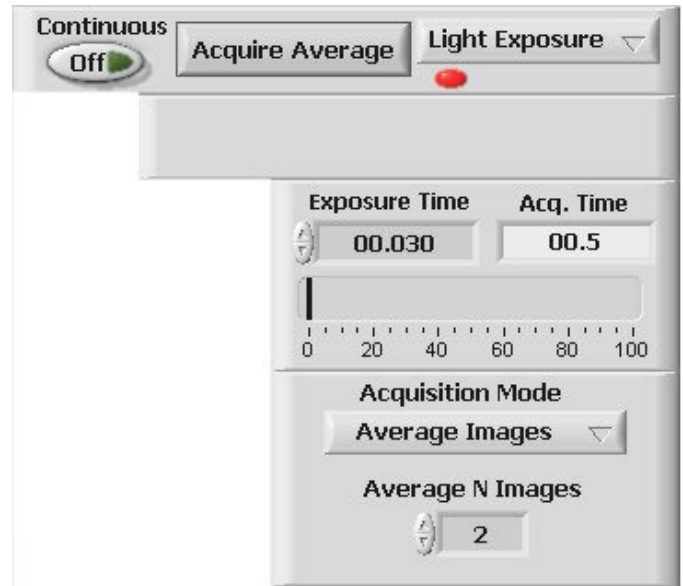 Continuous
Off
Acquire Average
Light Exposure
Exposure Time Acq. Time
00.030 00.5
0 20 40 60 80 100
Acquisition Mode
Average Images
Average N Images
2